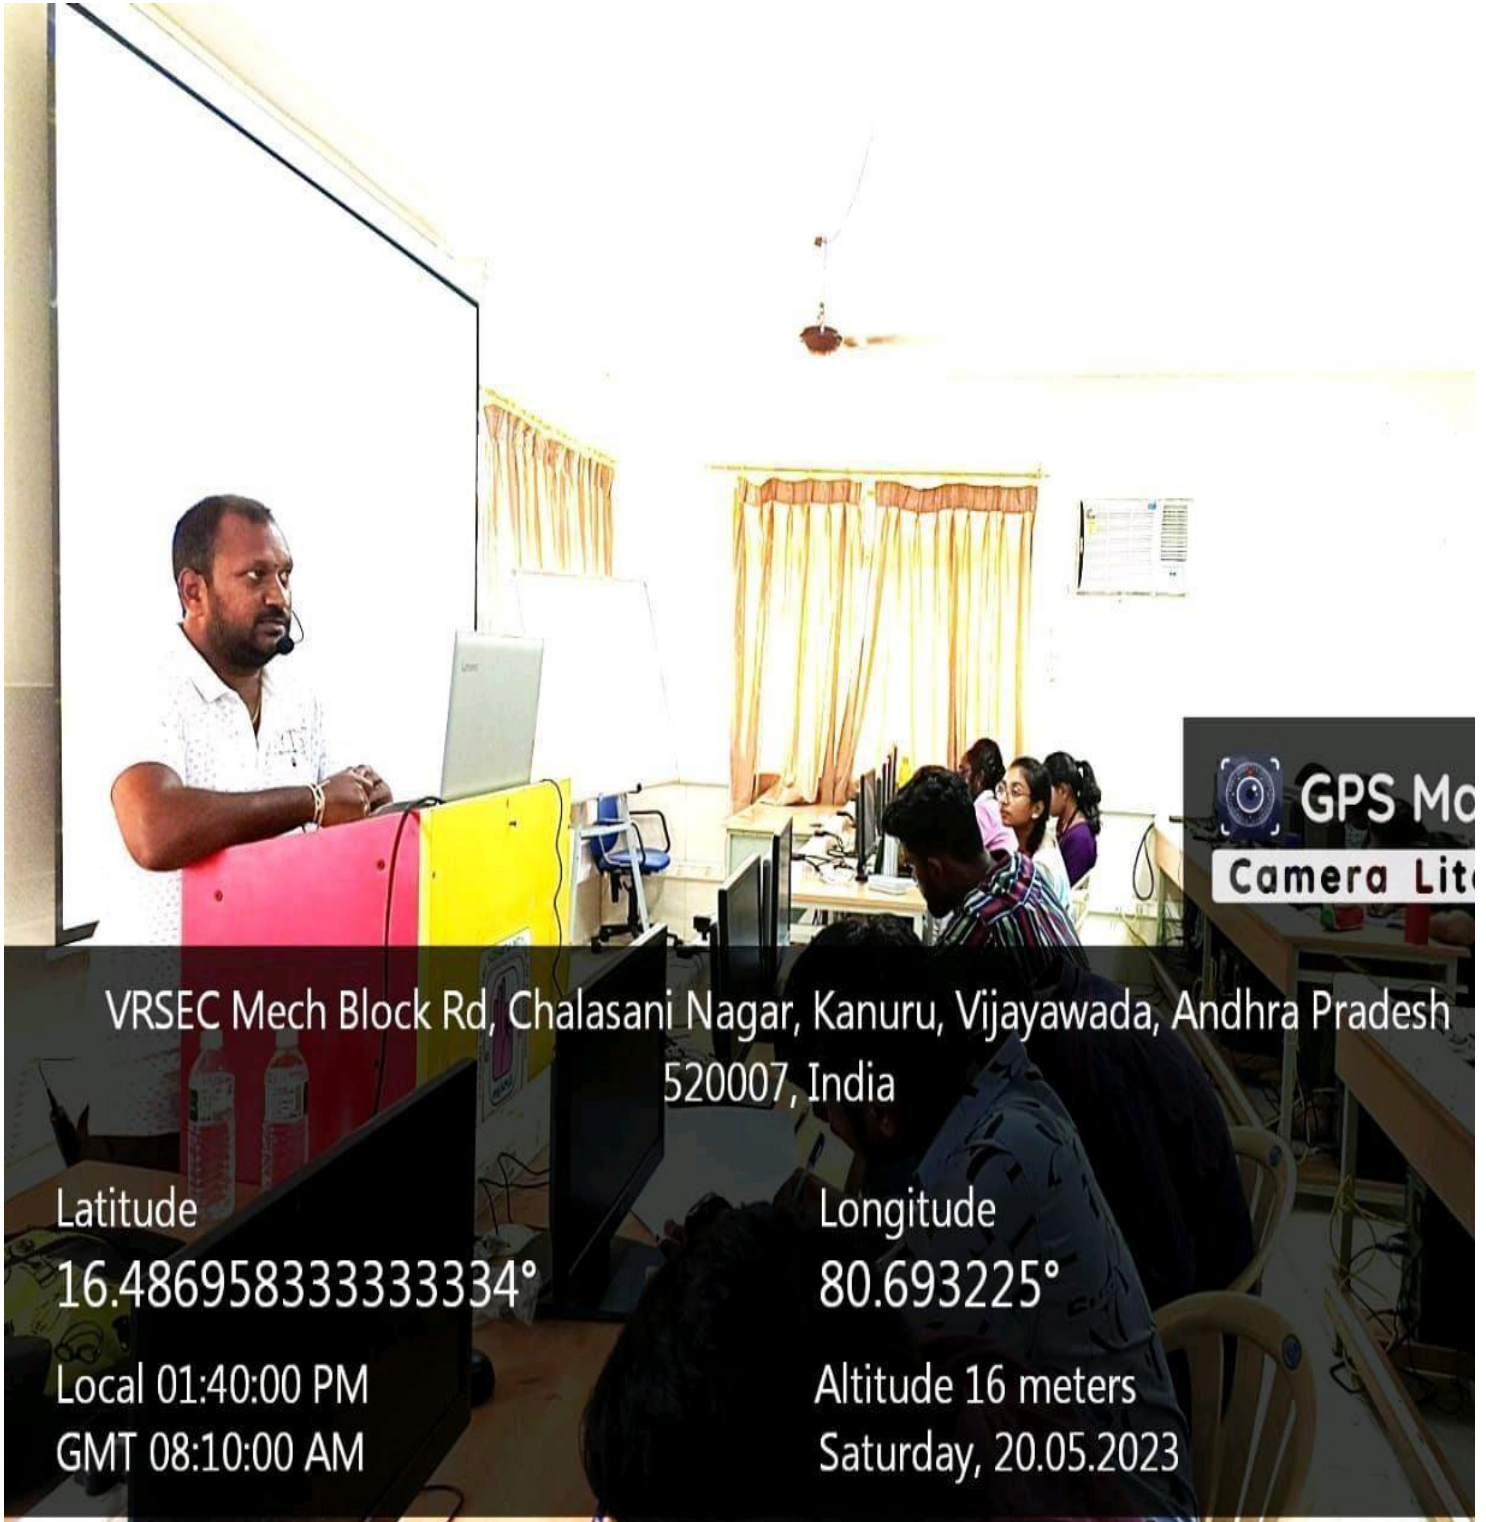 Lenovo
GPS Ma
Camera Lite
VRSEC Mech Block Rd, Chalasani Nagar, Kanuru, Vijayawada, Andhra Pradesh
520007, India
Latitude
16.486958333333334°
Longitude
80.693225°
Local 01:40:00 PM
GMT 08:10:00 AM
Altitude 16 meters
Saturday, 20.05.2023